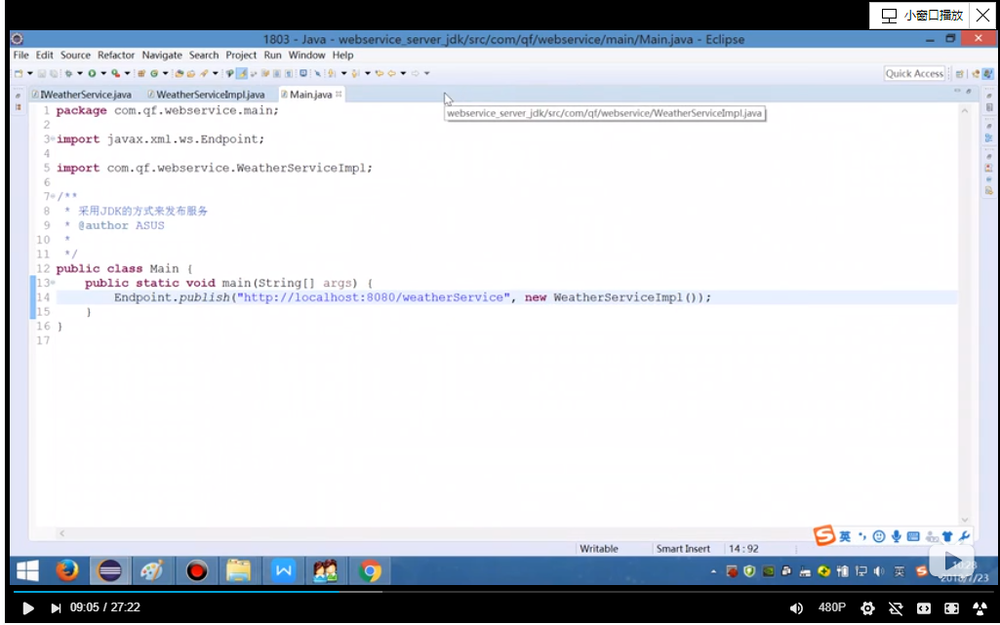 小窗口播放
1803 - Java - webservice_server_jdk/src/com/qf/webservice/main/Main.java - Eclipse
File Edit Source Refactor Navigate Search Project Run Window Help
Quick Access
IWeatherService.java WeatherServiceImpl.java Main.java
webservice_server_jdk/src/com/qf/webservice/WeatherServiceImpl.java
1 package com.qf.webservice.main;
2
3 import javax.xml.ws.Endpoint;
4
5 import com.qf.webservice.WeatherServiceImpl;
6
7 /**
8 * 采用JDK的方式来发布服务
9 * @author ASUS
10 *
11 */
12 public class Main {
13 public static void main(String[] args) {
14 Endpoint.publish("http://localhost:8080/weatherService", new WeatherServiceImpl());
15 }
16 }
17
英
Writable Smart Insert 14 : 92
英
10:28
2018/7/23
09:05 / 27:22 480P